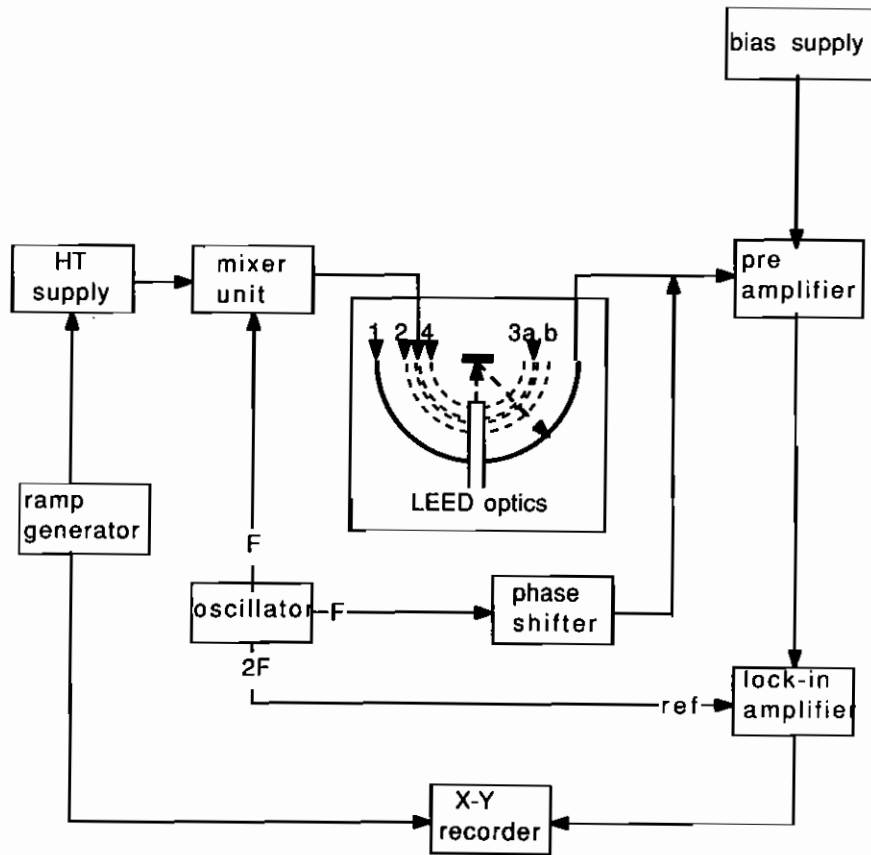 bias supply
HT
supply
mixer
unit
pre
amplifier
1 2 4 3a b
LEED optics
ramp
generator
F
oscillator
F
phase
shifter
2F
ref
lock-in
amplifier
X-Y
recorder